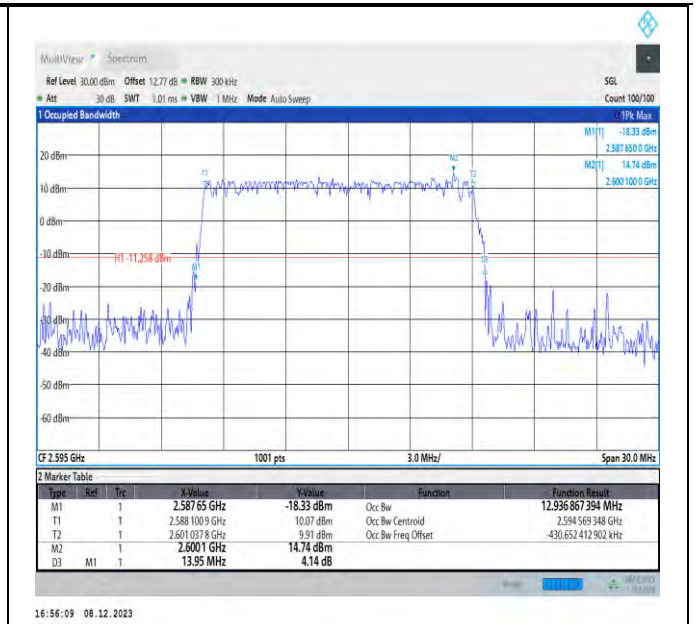 MultiView Spectrum
Ref Level 30.00 dBm Offset 12.77 dB RBW 300 kHz SGL
Att 30 dB SWT 1.01 ms VBW 1 MHz Mode Auto Sweep Count 100/100
1 Occupied Bandwidth 1Pk Max
M1[1] -18.33 dBm
2.587 650 0 GHz
M2[1] 14.74 dBm
2.600 100 0 GHz
20 dBm
M2
T1 T2
10 dBm
0 dBm
-10 dBm
H1 -11.258 dBm
M1 D3
-20 dBm
-30 dBm
-40 dBm
-50 dBm
-60 dBm
CF 2.595 GHz 1001 pts 3.0 MHz/ Span 30.0 MHz
2 Marker Table
Type Ref Trc X-Value Y-Value Function Function Result
M1 1 2.587 65 GHz -18.33 dBm Occ Bw 12.936 867 394 MHz
T1 1 2.588 100 9 GHz 10.07 dBm Occ Bw Centroid 2.594 569 348 GHz
T2 1 2.601 037 8 GHz 9.91 dBm Occ Bw Freq Offset -430.652 412 902 kHz
M2 1 2.6001 GHz 14.74 dBm
D3 M1 1 13.95 MHz 4.14 dB
16:56:09 08.12.2023